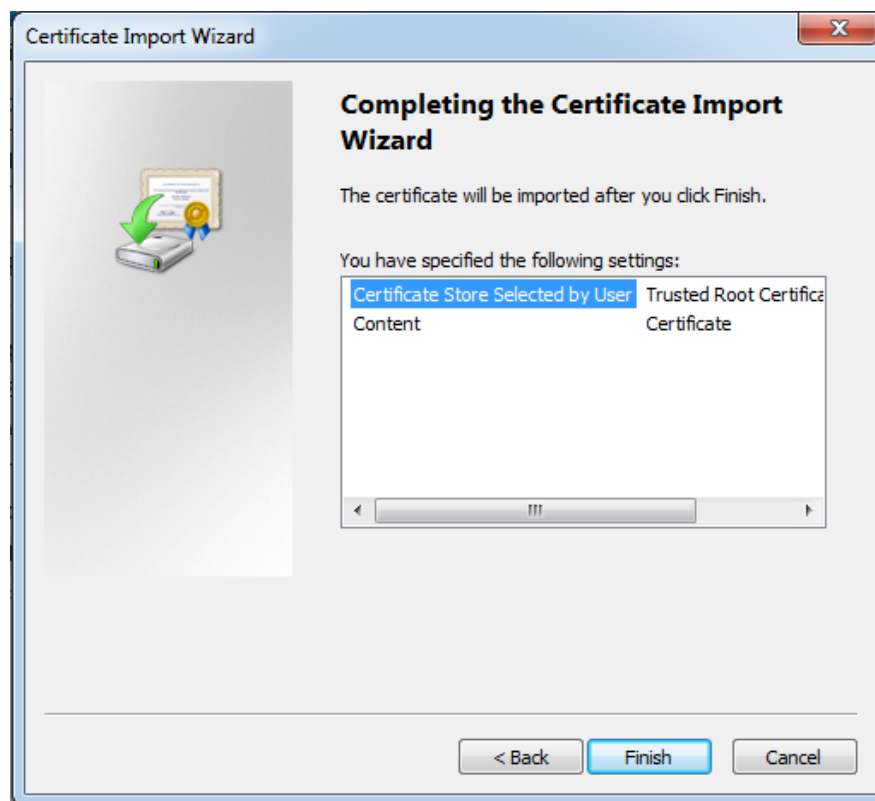 Certificate Import Wizard
Completing the Certificate Import
Wizard
The certificate will be imported after you click Finish.
You have specified the following settings:
Certificate Store Selected by User Trusted Root Certifica
Content Certificate
< Back Finish Cancel